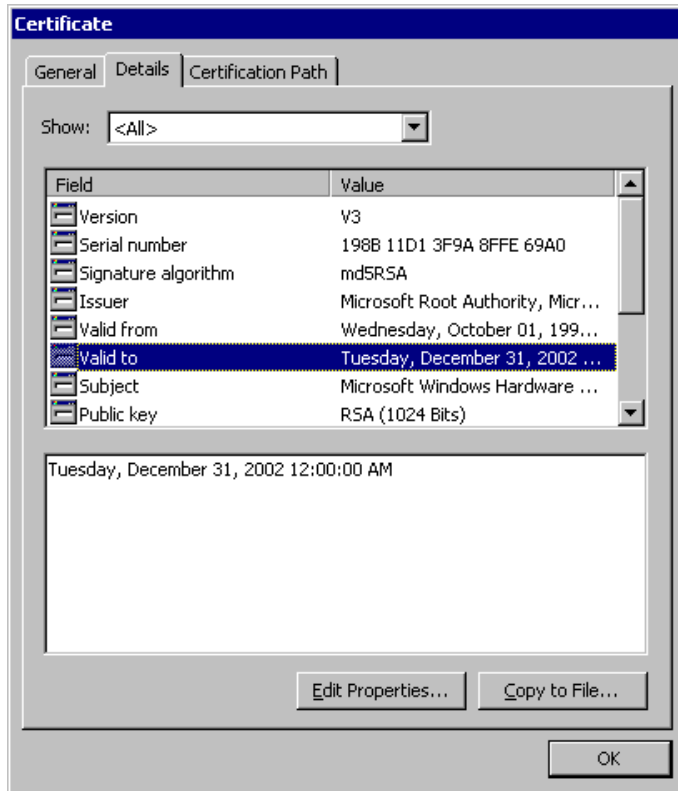 Certificate
General Details Certification Path
Show: <All>
Field Value
Version V3
Serial number 198B 11D1 3F9A 8FFE 69A0
Signature algorithm md5RSA
Issuer Microsoft Root Authority, Micr...
Valid from Wednesday, October 01, 199...
Valid to Tuesday, December 31, 2002 ...
Subject Microsoft Windows Hardware ...
Public key RSA (1024 Bits)
Tuesday, December 31, 2002 12:00:00 AM
Edit Properties... Copy to File...
OK